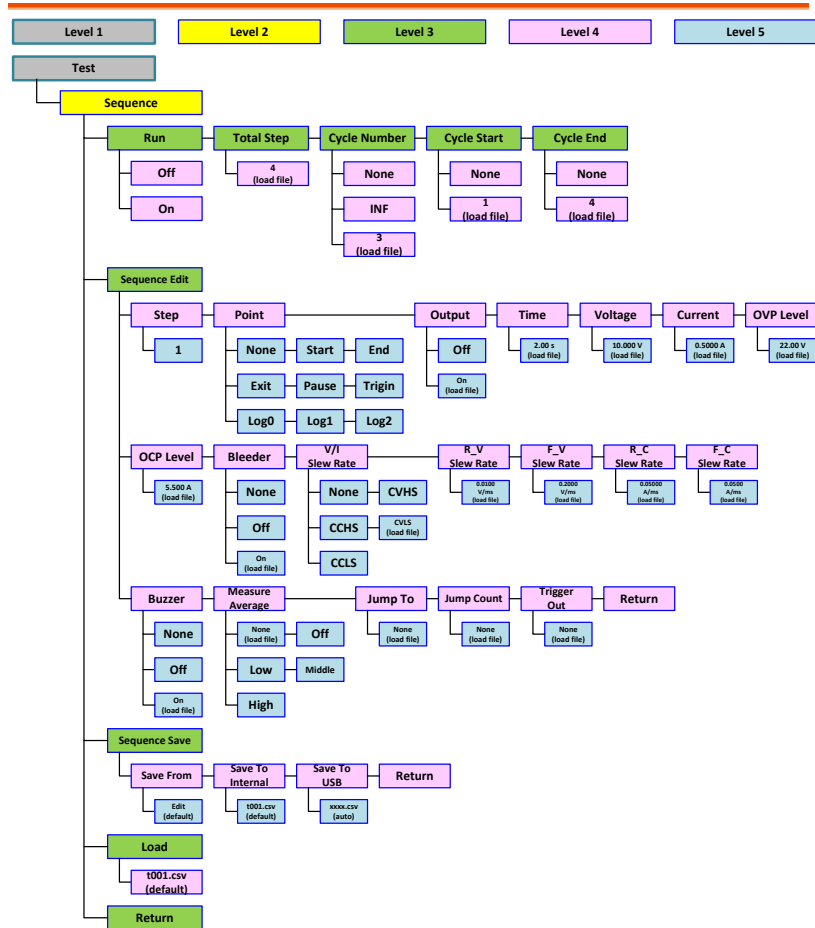 Level 1
Level 2
Level 3
Level 4
Level 5
Test
Sequence
Run
Total Step
Cycle Number
Cycle Start
Cycle End
Off
4
(load file)
None
None
None
On
INF
1
(load file)
4
(load file)
3
(load file)
Sequence Edit
Step
Point
Output
Time
Voltage
Current
OVP Level
1
None
Start
End
Off
2.00 s
(load file)
10.000 V
(load file)
0.5000 A
(load file)
22.00 V
(load file)
Exit
Pause
Trigin
On
(load file)
Log0
Log1
Log2
OCP Level
Bleeder
V/I
Slew Rate
R_V
Slew Rate
F_V
Slew Rate
R_C
Slew Rate
F_C
Slew Rate
5.500 A
(load file)
None
None
CVHS
0.0100
V/ms
(load file)
0.2000
V/ms
(load file)
0.05000
A/ms
(load file)
0.0500
A/ms
(load file)
Off
CCHS
CVLS
(load file)
On
(load file)
CCLS
Buzzer
Measure
Average
Jump To
Jump Count
Trigger
Out
Return
None
None
(load file)
Off
None
(load file)
None
(load file)
None
(load file)
Off
Low
Middle
On
(load file)
High
Sequence Save
Save From
Save To
Internal
Save To
USB
Return
Edit
(default)
t001.csv
(default)
xxxx.csv
(auto)
Load
t001.csv
(default)
Return